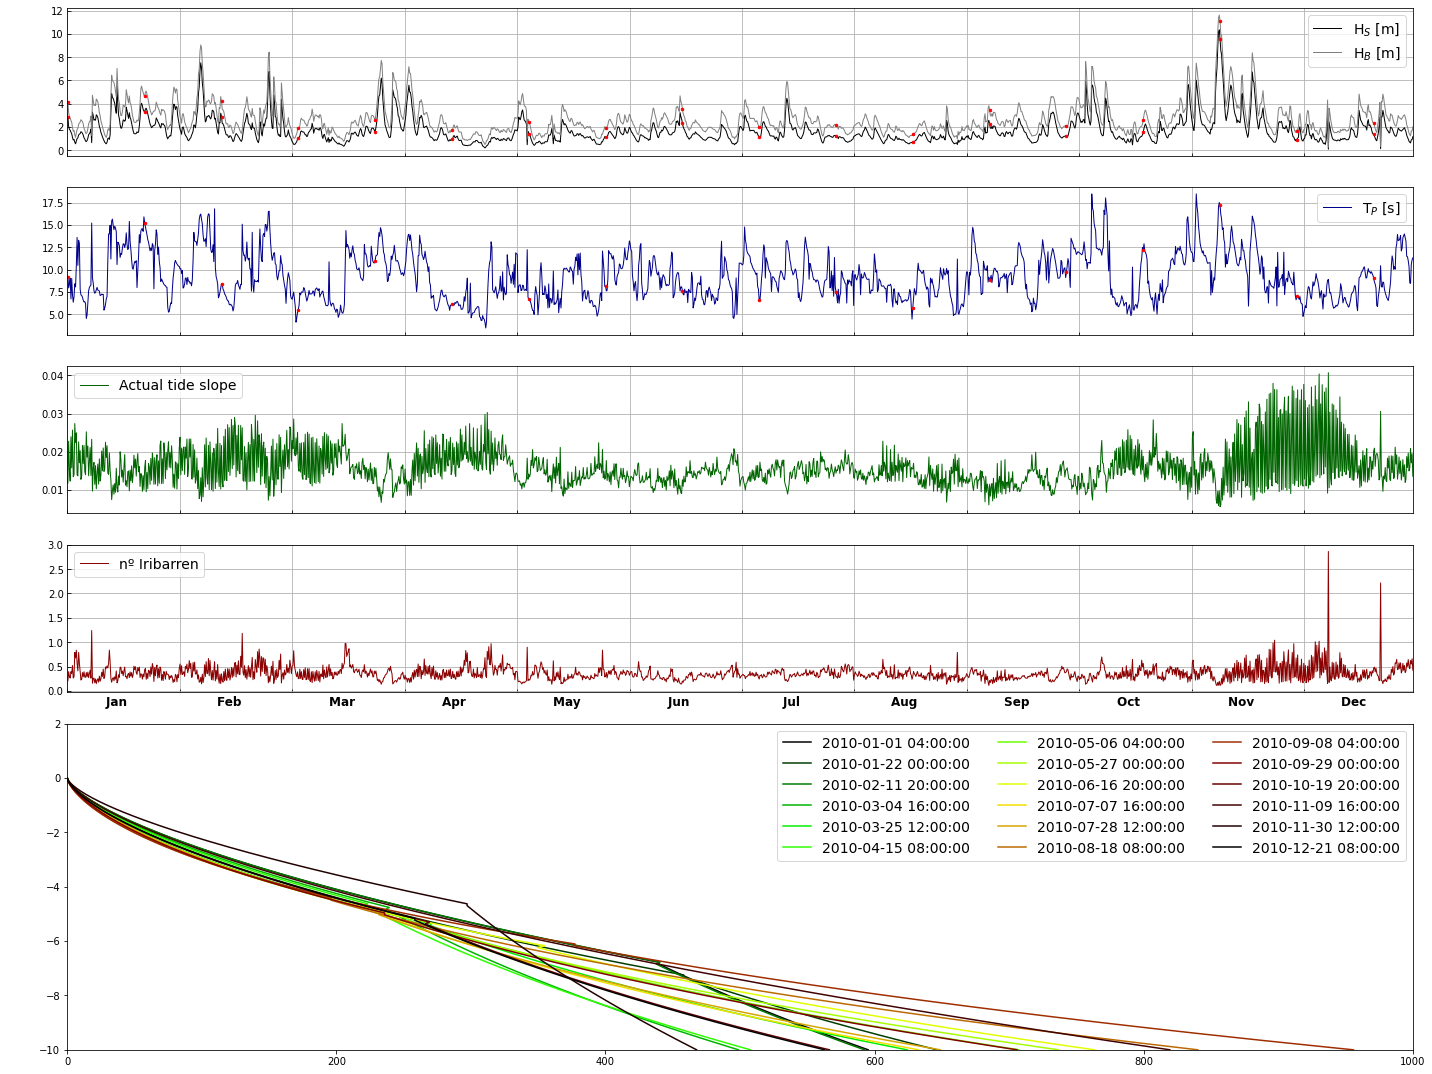 12
10
8
6
4
2
0
H_S [m]
H_B [m]
17.5
15.0
12.5
10.0
7.5
5.0
T_P [s]
0.04
0.03
0.02
0.01
Actual tide slope
3.0
2.5
2.0
1.5
1.0
0.5
0.0
nº Iribarren
Jan Feb Mar Apr May Jun Jul Aug Sep Oct Nov Dec
2
0
−2
−4
−6
−8
−10
2010-01-01 04:00:00 2010-05-06 04:00:00 2010-09-08 04:00:00
2010-01-22 00:00:00 2010-05-27 00:00:00 2010-09-29 00:00:00
2010-02-11 20:00:00 2010-06-16 20:00:00 2010-10-19 20:00:00
2010-03-04 16:00:00 2010-07-07 16:00:00 2010-11-09 16:00:00
2010-03-25 12:00:00 2010-07-28 12:00:00 2010-11-30 12:00:00
2010-04-15 08:00:00 2010-08-18 08:00:00 2010-12-21 08:00:00
0 200 400 600 800 1000